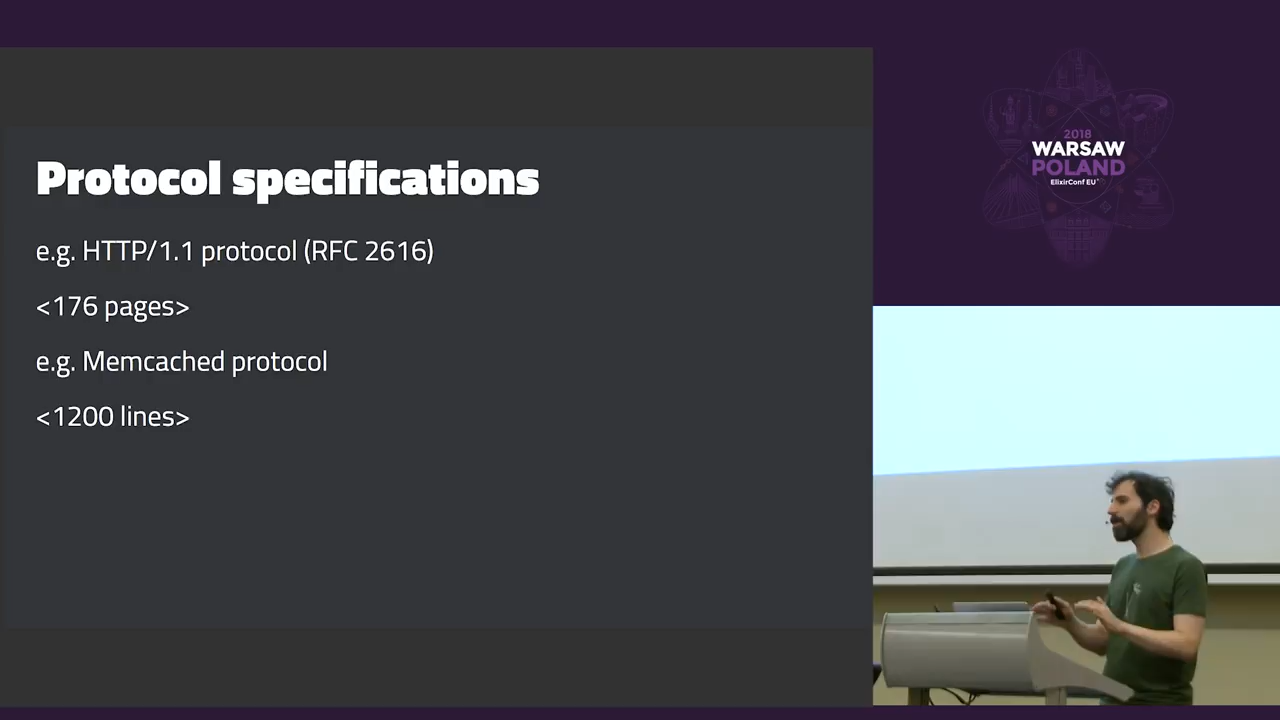 Protocol specifications
e.g. HTTP/1.1 protocol (RFC 2616)
<176 pages>
e.g. Memcached protocol
<1200 lines>
2018
WARSAW
POLAND
ElixirConf EU